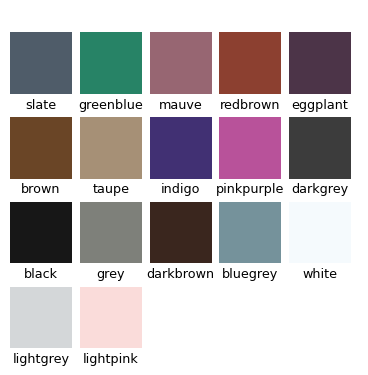 slate greenblue mauve redbrown eggplant
brown taupe indigo pinkpurple darkgrey
black grey darkbrown bluegrey white
lightgrey lightpink